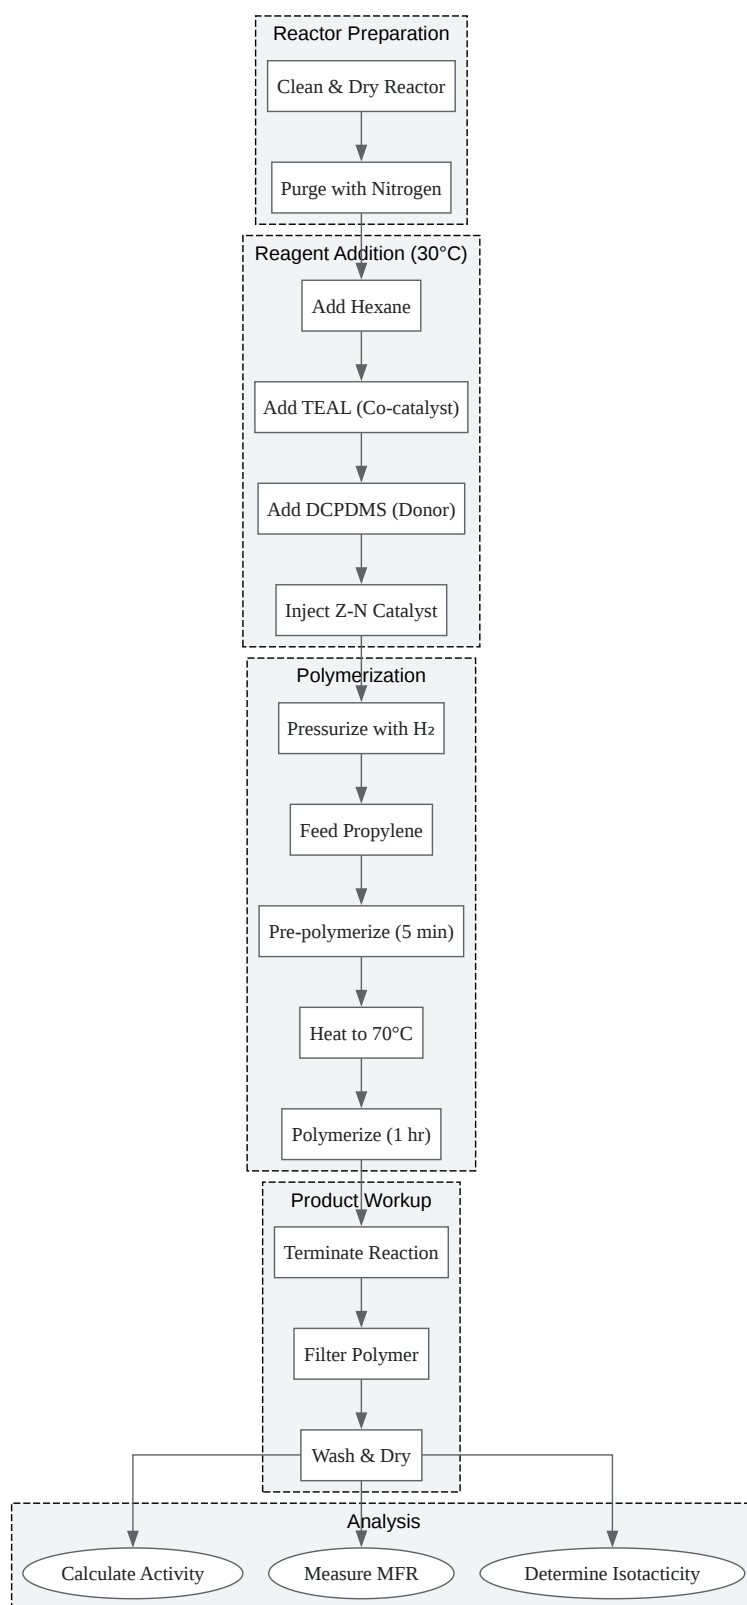 Reactor Preparation
Clean & Dry Reactor
Purge with Nitrogen
Reagent Addition (30°C)
Add Hexane
Add TEAL (Co-catalyst)
Add DCPDMS (Donor)
Inject Z-N Catalyst
Polymerization
Pressurize with H₂
Feed Propylene
Pre-polymerize (5 min)
Heat to 70°C
Polymerize (1 hr)
Product Workup
Terminate Reaction
Filter Polymer
Wash & Dry
Analysis
Calculate Activity
Measure MFR
Determine Isotacticity